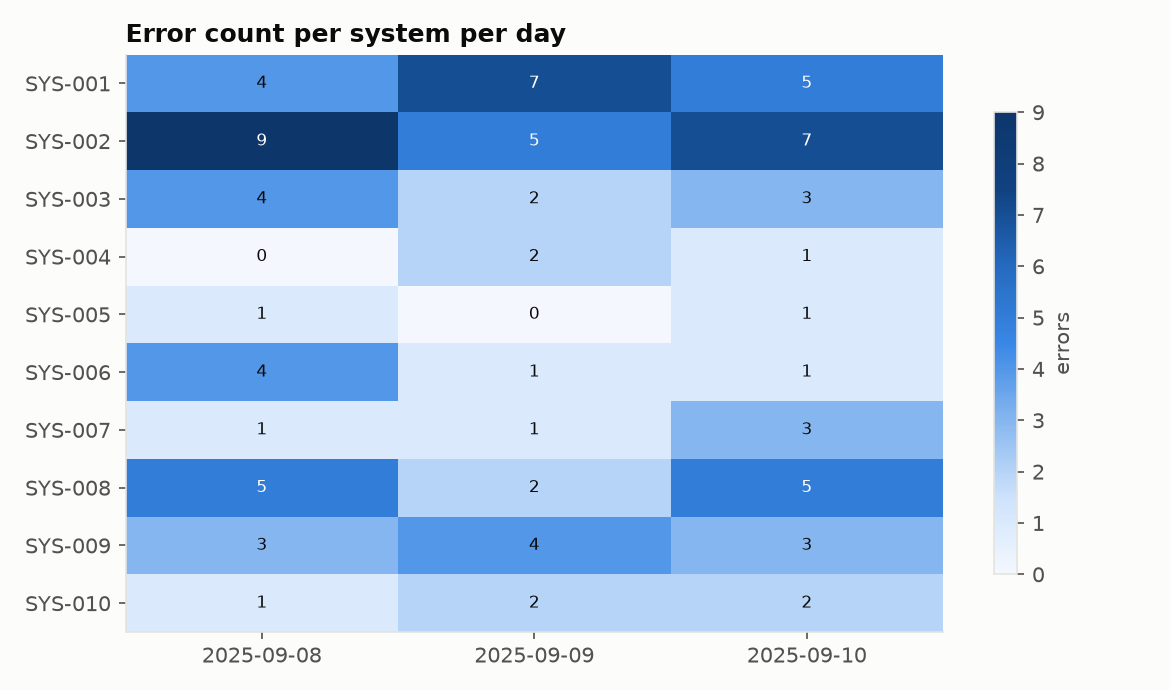 Error count per system per day
SYS-001 4 7 5
SYS-002 9 5 7
SYS-003 4 2 3
SYS-004 0 2 1
SYS-005 1 0 1
SYS-006 4 1 1
SYS-007 1 1 3
SYS-008 5 2 5
SYS-009 3 4 3
SYS-010 1 2 2
2025-09-08 2025-09-09 2025-09-10
9
8
7
6
5
4
3
2
1
0
errors